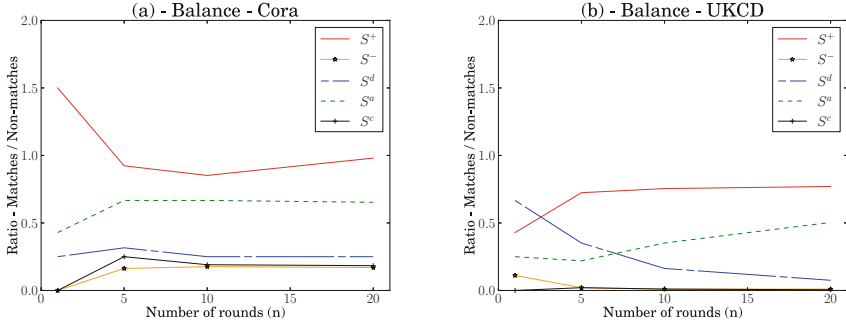 (a) - Balance - Cora
Ratio - Matches / Non-matches
2.0
1.5
1.0
0.5
0.0
0
5
10
15
20
Number of rounds (n)
S⁺
S⁻
Sᵈ
Sᵃ
Sᶜ
(b) - Balance - UKCD
Ratio - Matches / Non-matches
2.0
1.5
1.0
0.5
0.0
0
5
10
15
20
Number of rounds (n)
S⁺
S⁻
Sᵈ
Sᵃ
Sᶜ